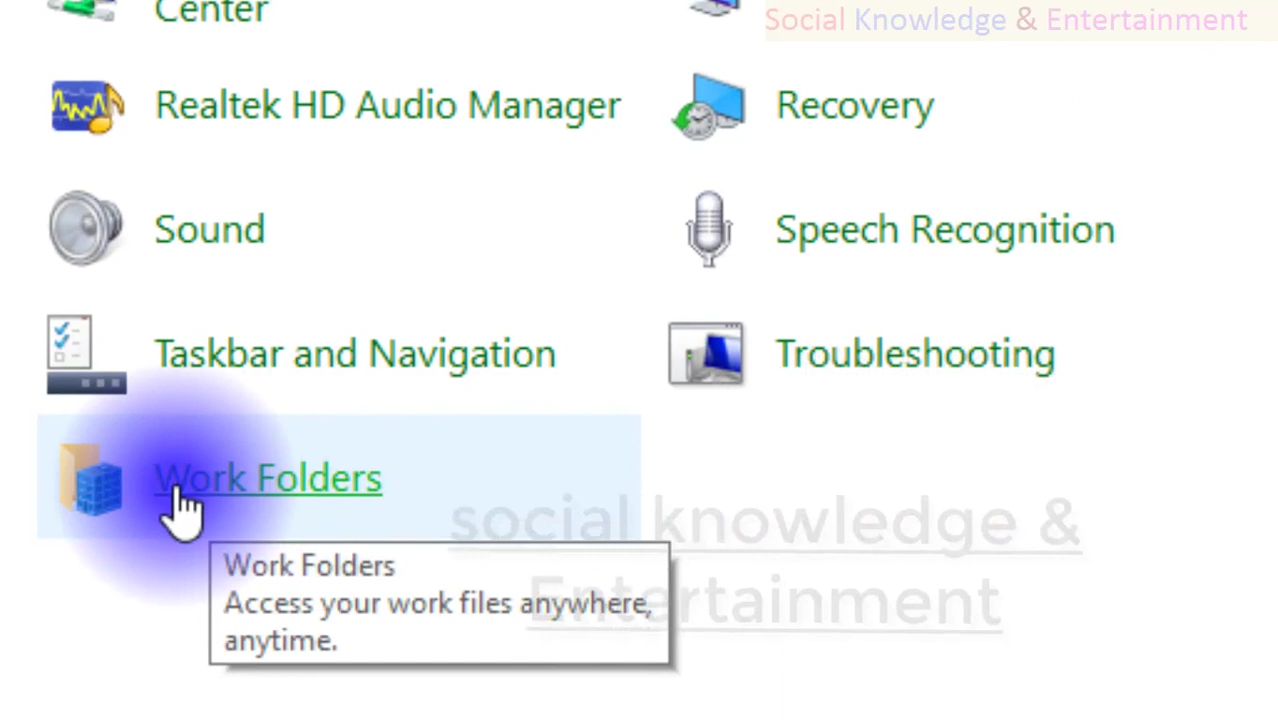 Center
Social Knowledge & Entertainment
Realtek HD Audio Manager
Recovery
Sound
Speech Recognition
Taskbar and Navigation
Troubleshooting
Work Folders
social knowledge &
Entertainment
Work Folders
Access your work files anywhere,
anytime.